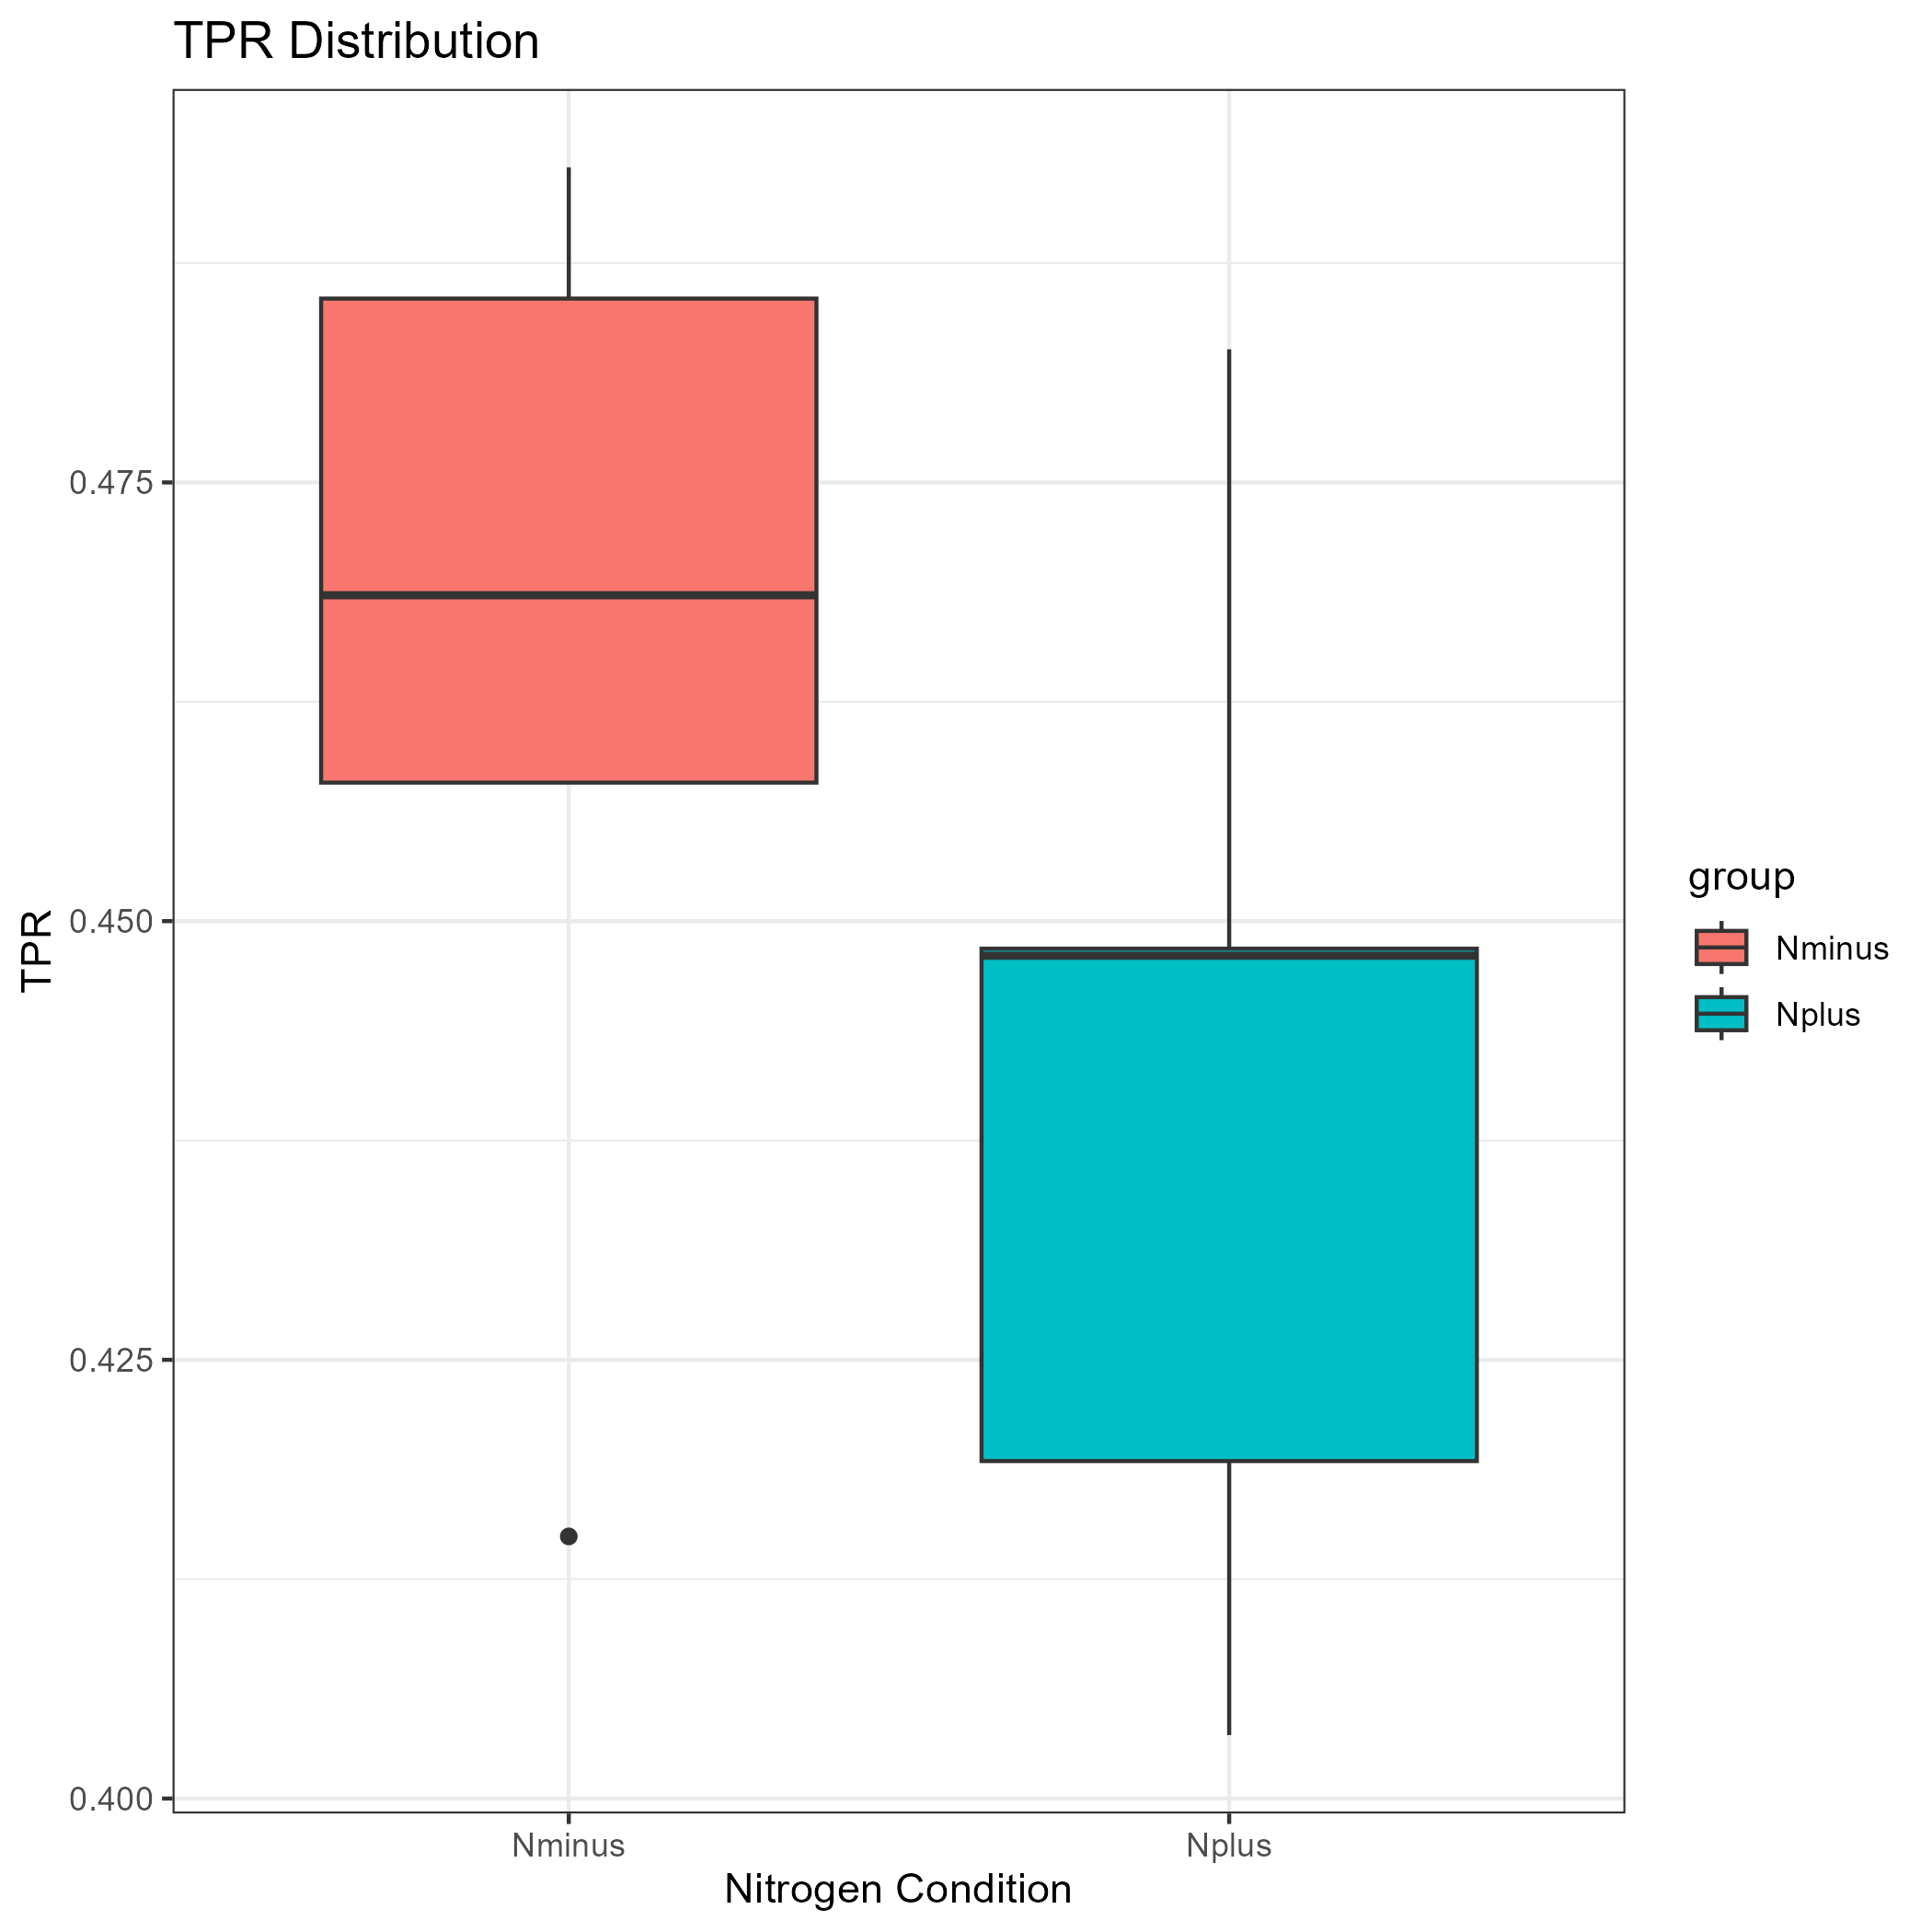 TPR Distribution
TPR
0.475
0.450
0.425
0.400
Nminus
Nplus
Nitrogen Condition
group
Nminus
Nplus